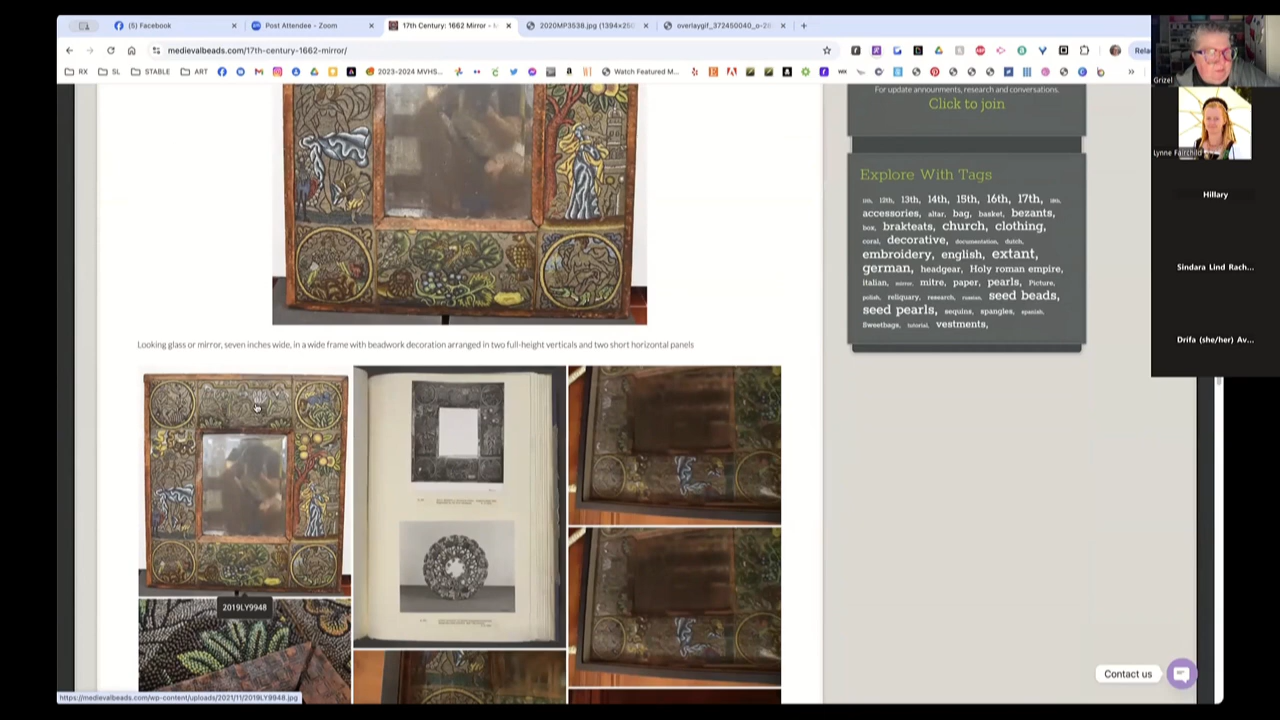 (5) Facebook
Post Attendee - Zoom
17th Century: 1662 Mirror -
2020MP3538.jpg (1394×250
overlaygif_372450040_o-2
medievalbeads.com/17th-century-1662-mirror/
RX
SL
STABLE
ART
2023-2024 MVHS...
Watch Featured M...
Grizel
Lynne Fairchild
Hillary
Sindara Lind Rach...
Drifa (she/her) Av...
For update announments, research and conversations.
Click to join
Explore With Tags
11th, 12th, 13th, 14th, 15th, 16th, 17th,
accessories, altar, bag, basket, bezants,
box, brakteats, church, clothing,
coral, decorative, documentation, dutch,
embroidery, english, extant,
german, headgear, Holy roman empire,
italian, mitre, paper, pearls, Picture,
polish, reliquary, research, russian, seed beads,
seed pearls, sequins, spangles, spanish,
Sweetbags, tutorial, vestments,
Looking glass or mirror, seven inches wide, in a wide frame with beadwork decoration arranged in two full-height verticals and two short horizontal panels
2019LY9948
Contact us
https://medievalbeads.com/wp-content/uploads/2021/11/2019LY9948.jpg